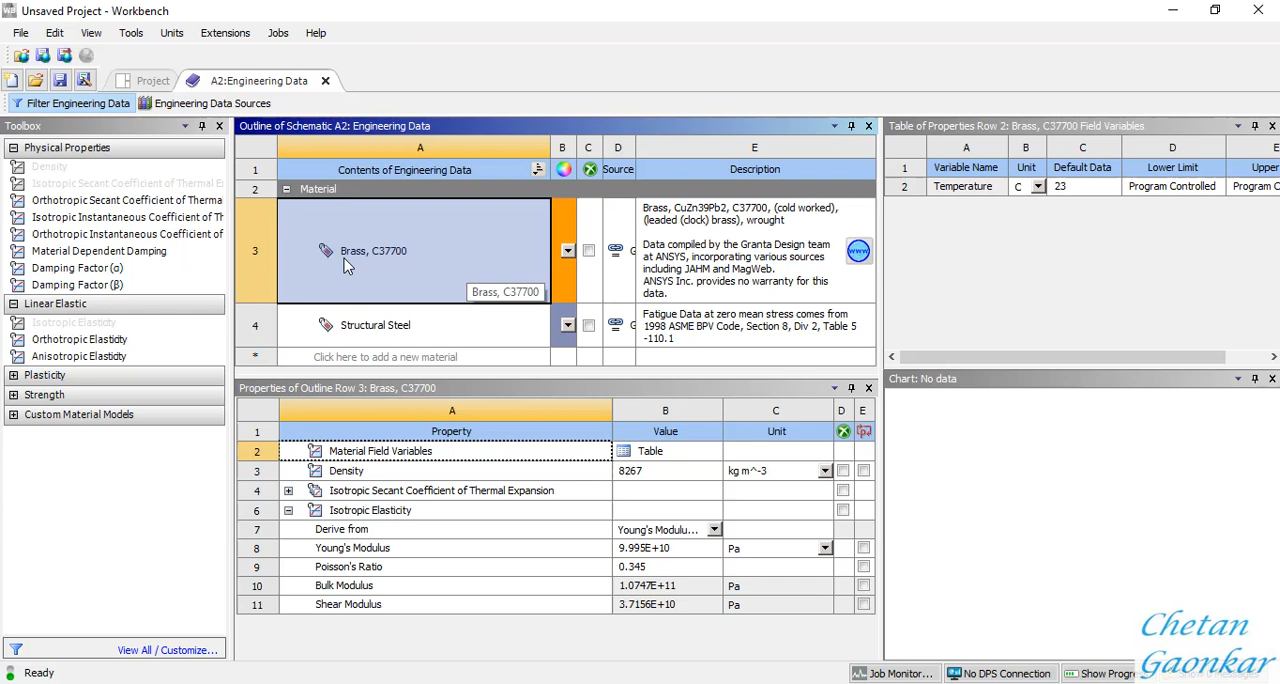 Unsaved Project - Workbench
File Edit View Tools Units Extensions Jobs Help
Project A2:Engineering Data
Filter Engineering Data Engineering Data Sources
Toolbox
Physical Properties
Density
Isotropic Secant Coefficient of Thermal E
Orthotropic Secant Coefficient of Thermal
Isotropic Instantaneous Coefficient of Th
Orthotropic Instantaneous Coefficient of
Material Dependent Damping
Damping Factor (α)
Damping Factor (β)
Linear Elastic
Isotropic Elasticity
Orthotropic Elasticity
Anisotropic Elasticity
Plasticity
Strength
Custom Material Models
View All / Customize...
Outline of Schematic A2: Engineering Data
A B C D E
1 Contents of Engineering Data Source Description
2 Material
3 Brass, C37700 G
Brass, CuZn39Pb2, C37700, (cold worked),
(leaded (clock) brass), wrought
Data compiled by the Granta Design team
at ANSYS, incorporating various sources
including JAHM and MagWeb.
ANSYS Inc. provides no warranty for this
data.
www
Brass, C37700
4 Structural Steel G
Fatigue Data at zero mean stress comes from
1998 ASME BPV Code, Section 8, Div 2, Table 5
-110.1
* Click here to add a new material
Properties of Outline Row 3: Brass, C37700
A B C D E
1 Property Value Unit
2 Material Field Variables Table
3 Density 8267 kg m^-3
4 Isotropic Secant Coefficient of Thermal Expansion
6 Isotropic Elasticity
7 Derive from Young's Modulu...
8 Young's Modulus 9.995E+10 Pa
9 Poisson's Ratio 0.345
10 Bulk Modulus 1.0747E+11 Pa
11 Shear Modulus 3.7156E+10 Pa
Table of Properties Row 2: Brass, C37700 Field Variables
A B C D E
1 Variable Name Unit Default Data Lower Limit Upper
2 Temperature C 23 Program Controlled Program C
Chart: No data
Chetan
Gaonkar
Ready
Job Monitor... No DPS Connection Show Progre